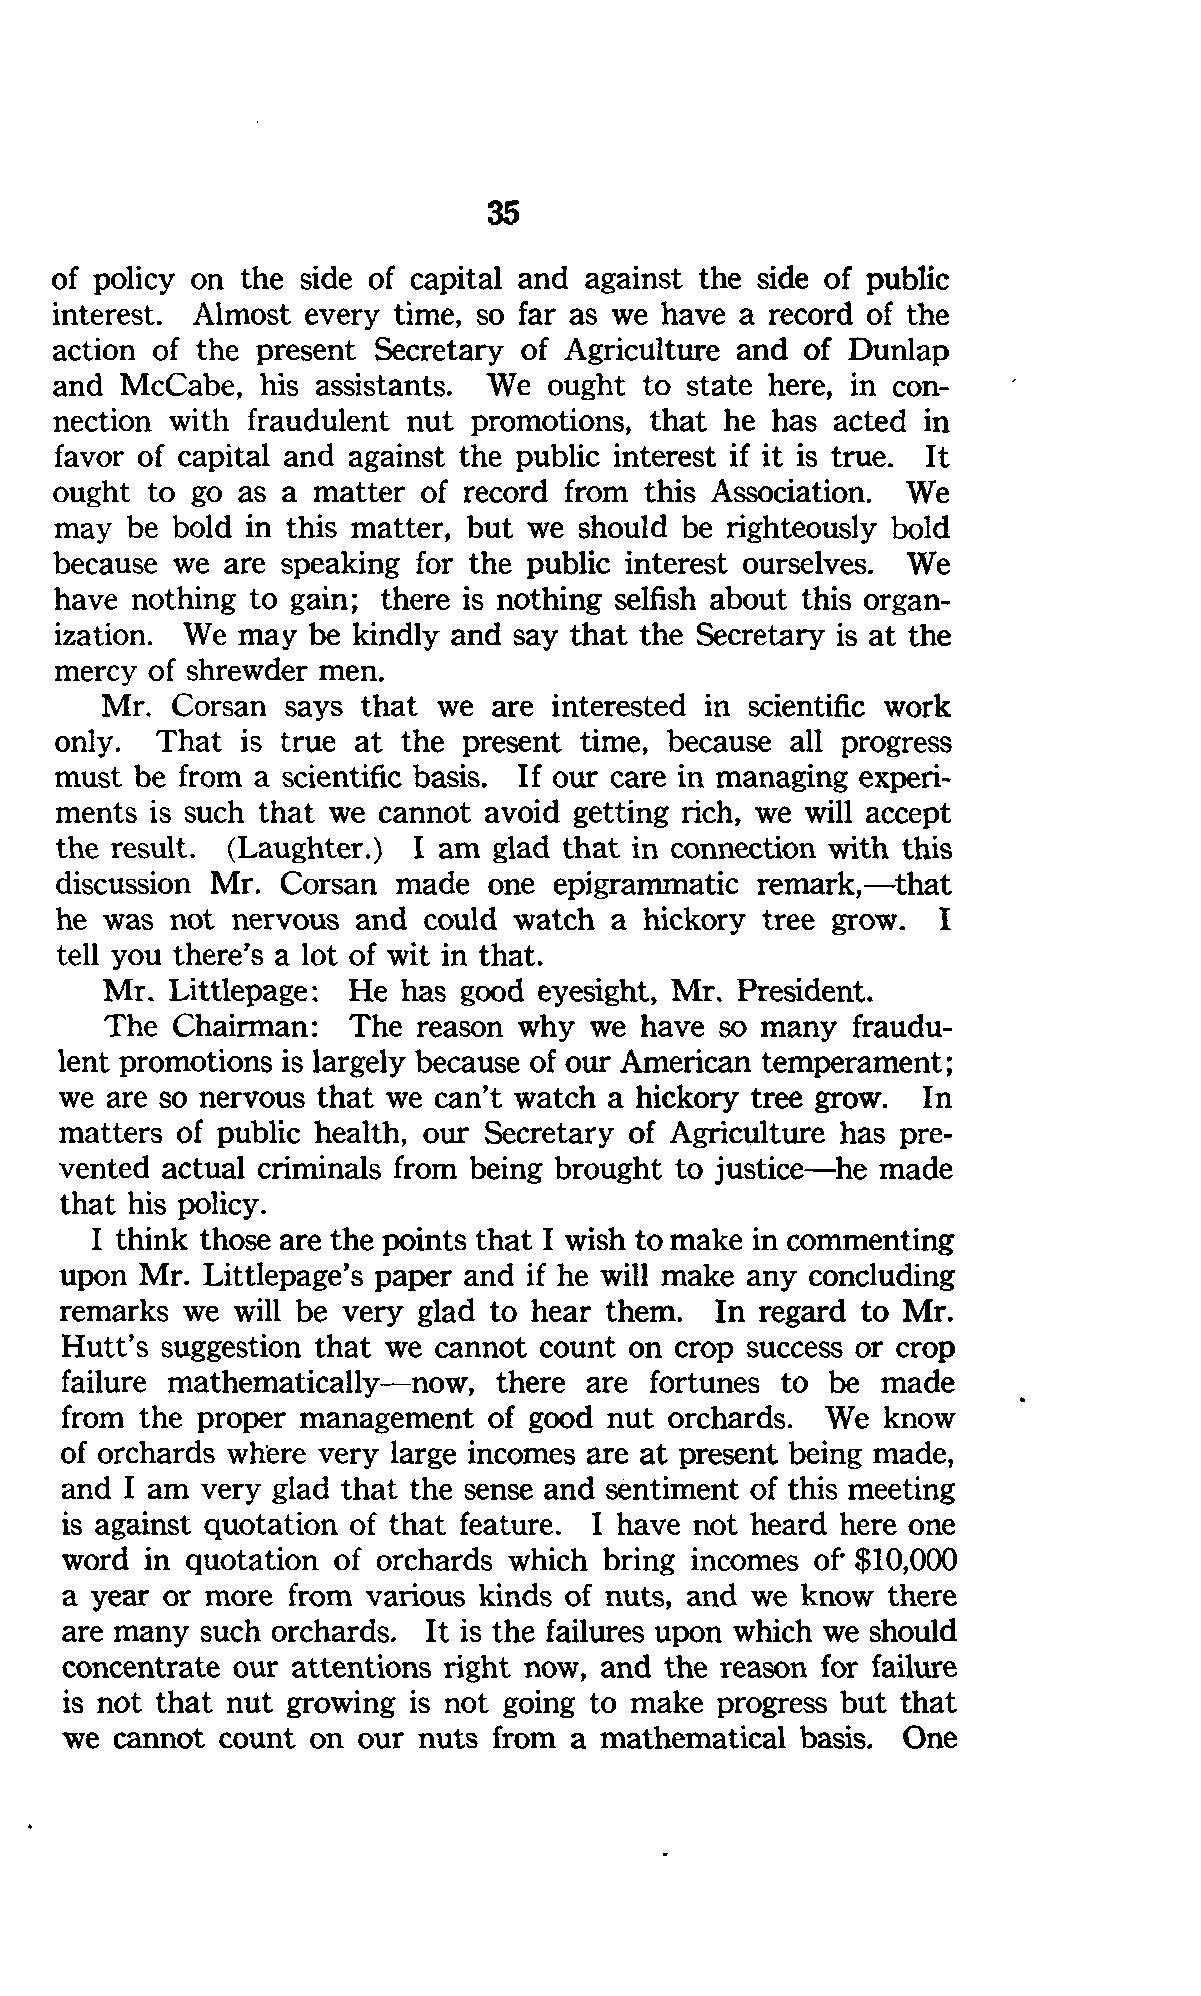 35
of policy on the side of capital and against the side of public
interest. Almost every time, so far as we have a record of the
action of the present Secretary of Agriculture and of Dunlap
and McCabe, his assistants. We ought to state here, in con-
nection with fraudulent nut promotions, that he has acted in
favor of capital and against the public interest if it is true. It
ought to go as a matter of record from this Association. We
may be bold in this matter, but we should be righteously bold
because we are speaking for the public interest ourselves. We
have nothing to gain; there is nothing selfish about this organ-
ization. We may be kindly and say that the Secretary is at the
mercy of shrewder men.
Mr. Corsan says that we are interested in scientific work
only. That is true at the present time, because all progress
must be from a scientific basis. If our care in managing experi-
ments is such that we cannot avoid getting rich, we will accept
the result. (Laughter.) I am glad that in connection with this
discussion Mr. Corsan made one epigrammatic remark,—that
he was not nervous and could watch a hickory tree grow. I
tell you there's a lot of wit in that.
Mr. Littlepage: He has good eyesight, Mr. President.
The Chairman: The reason why we have so many fraudu-
lent promotions is largely because of our American temperament;
we are so nervous that we can't watch a hickory tree grow. In
matters of public health, our Secretary of Agriculture has pre-
vented actual criminals from being brought to justice—he made
that his policy.
I think those are the points that I wish to make in commenting
upon Mr. Littlepage's paper and if he will make any concluding
remarks we will be very glad to hear them. In regard to Mr.
Hutt's suggestion that we cannot count on crop success or crop
failure mathematically—now, there are fortunes to be made
from the proper management of good nut orchards. We know
of orchards where very large incomes are at present being made,
and I am very glad that the sense and sentiment of this meeting
is against quotation of that feature. I have not heard here one
word in quotation of orchards which bring incomes of $10,000
a year or more from various kinds of nuts, and we know there
are many such orchards. It is the failures upon which we should
concentrate our attentions right now, and the reason for failure
is not that nut growing is not going to make progress but that
we cannot count on our nuts from a mathematical basis. One